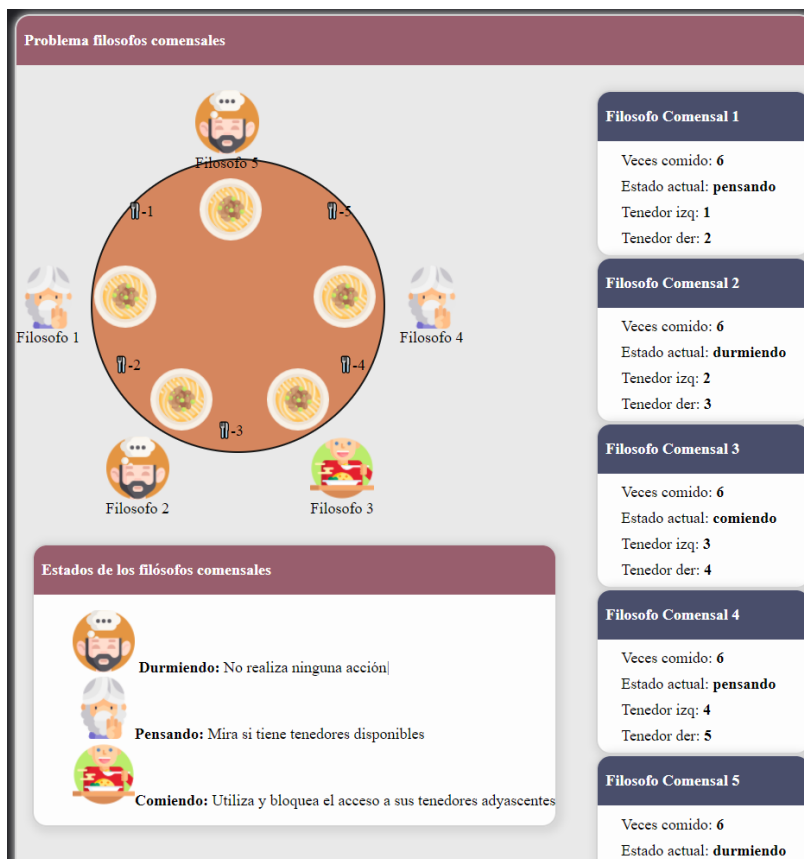 Problema filosofos comensales
Filosofo 5
-1
-5
Filosofo 1
Filosofo 4
-2
-4
-3
Filosofo 2
Filosofo 3
Estados de los filósofos comensales
Durmiendo: No realiza ninguna acción
Pensando: Mira si tiene tenedores disponibles
Comiendo: Utiliza y bloquea el acceso a sus tenedores adyascentes
Filosofo Comensal 1
Veces comido: 6
Estado actual: pensando
Tenedor izq: 1
Tenedor der: 2
Filosofo Comensal 2
Veces comido: 6
Estado actual: durmiendo
Tenedor izq: 2
Tenedor der: 3
Filosofo Comensal 3
Veces comido: 6
Estado actual: comiendo
Tenedor izq: 3
Tenedor der: 4
Filosofo Comensal 4
Veces comido: 6
Estado actual: pensando
Tenedor izq: 4
Tenedor der: 5
Filosofo Comensal 5
Veces comido: 6
Estado actual: durmiendo